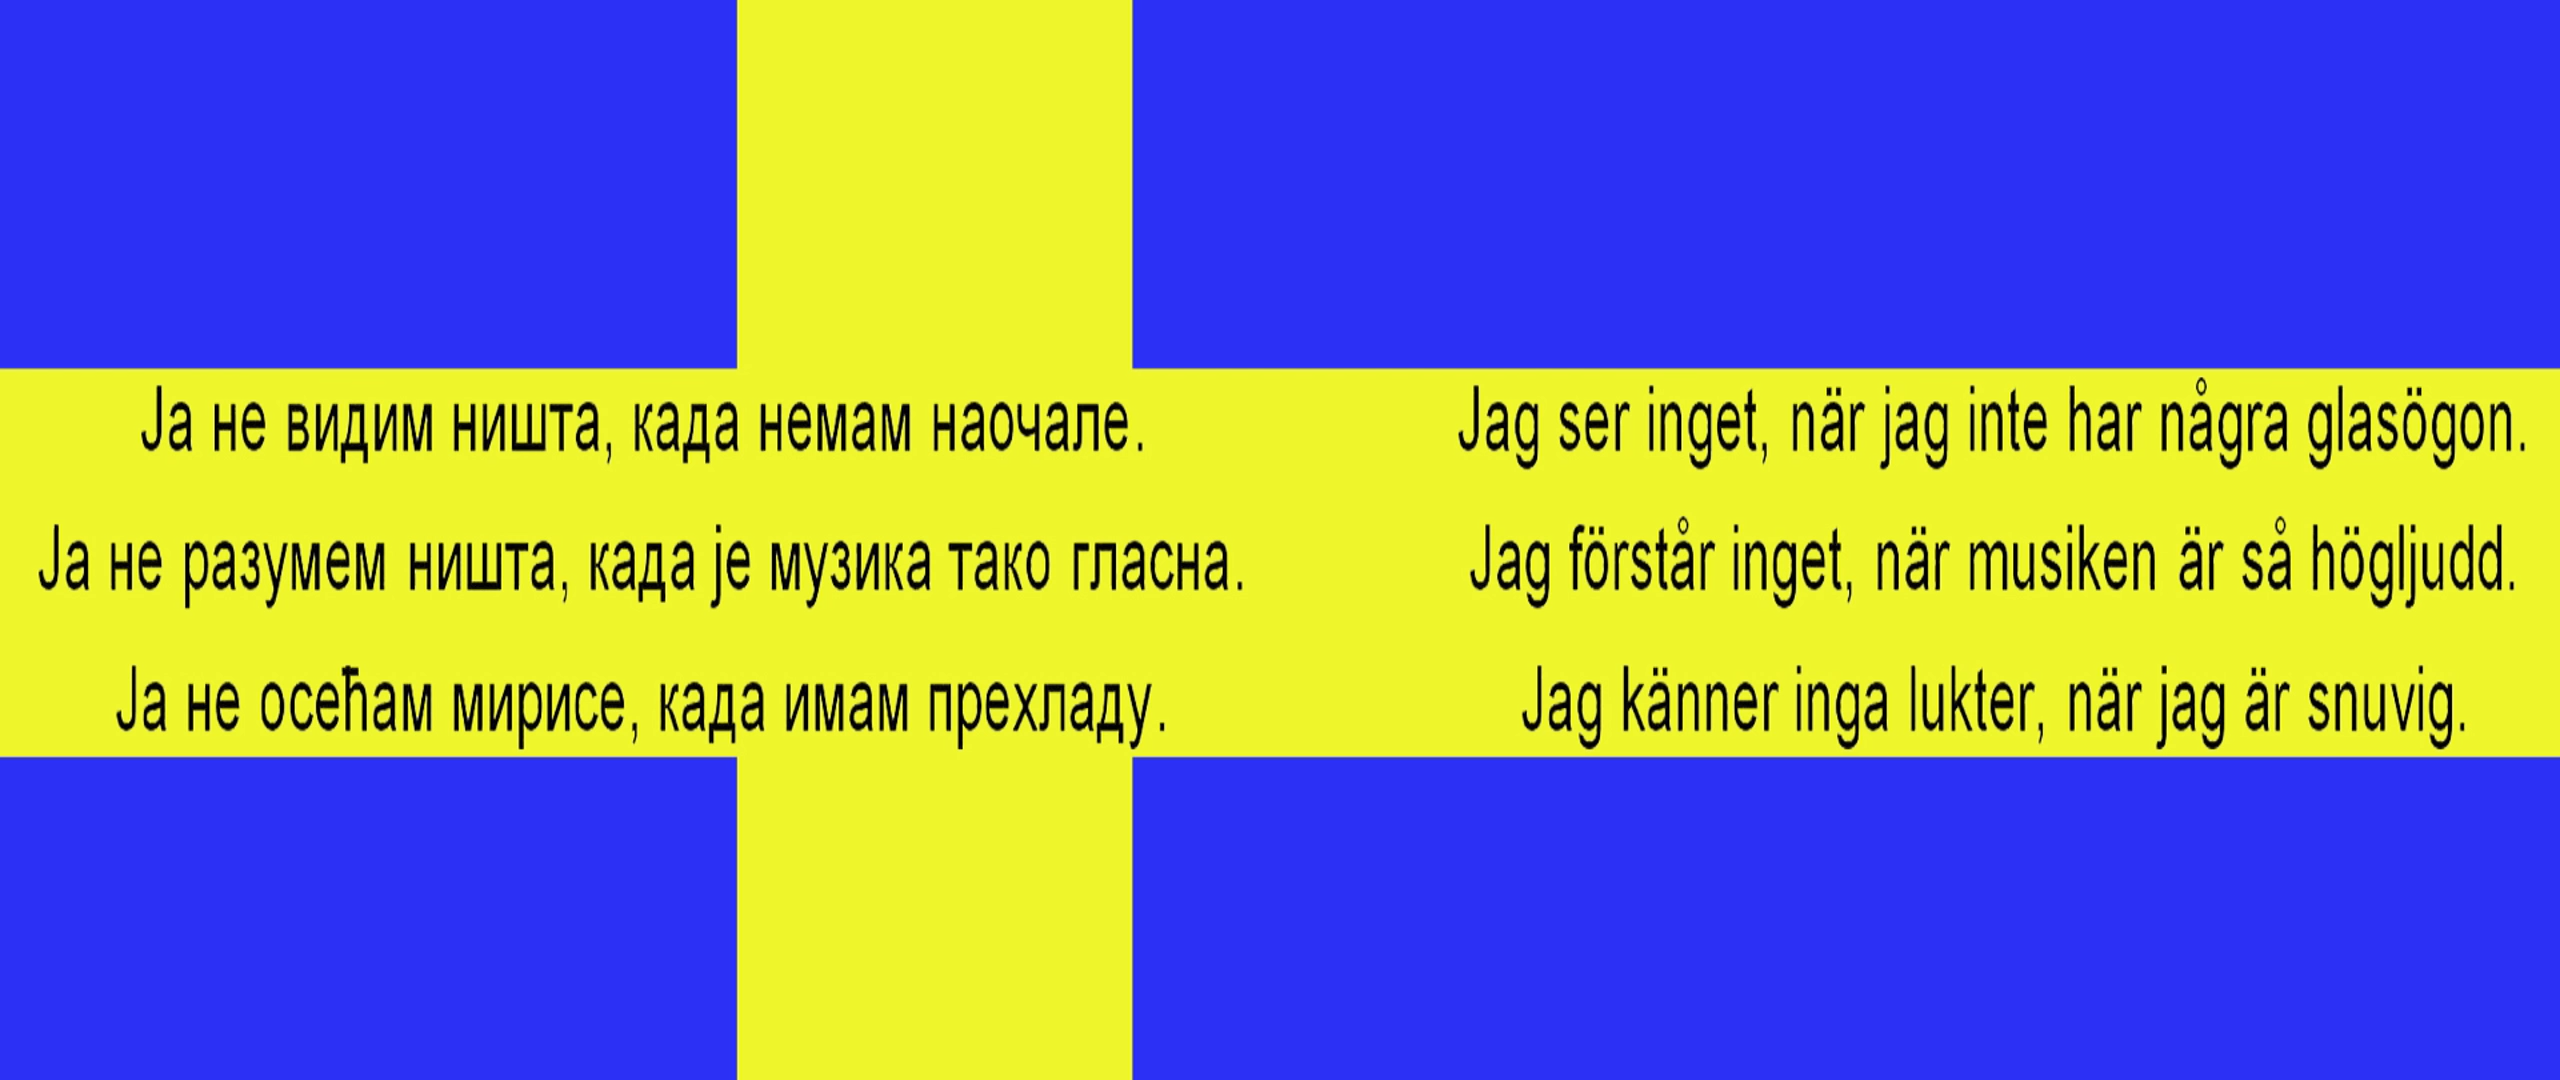 Ја не видим ништа, када немам наочале. Jag ser inget, när jag inte har några glasögon.
Ја не разумем ништа, када је музика тако гласна. Jag förstår inget, när musiken är så högljudd.
Ја не осећам мирисе, када имам прехладу. Jag känner inga lukter, när jag är snuvig.